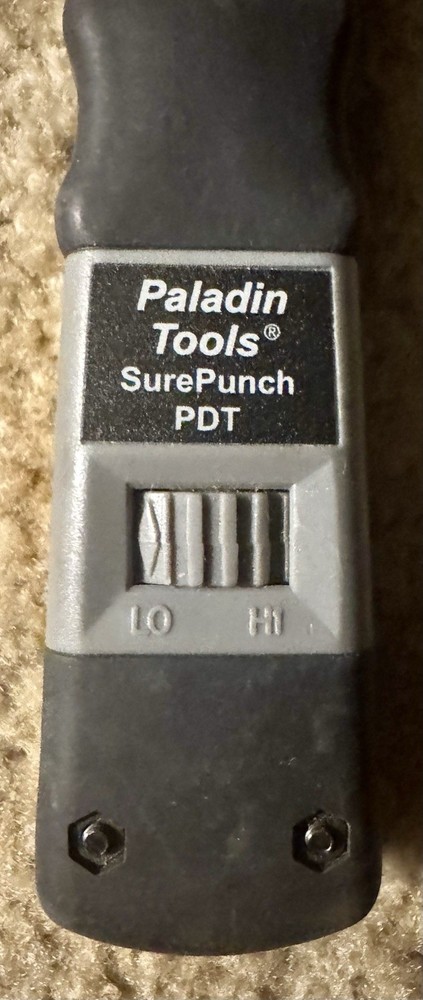 Paladin
Tools®
SurePunch
PDT
LO HI